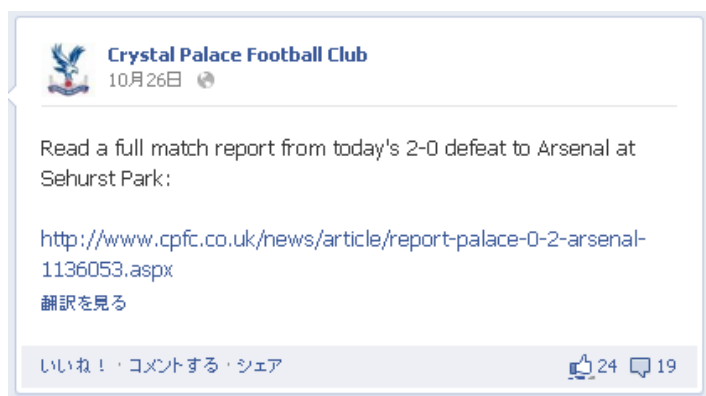 Crystal Palace Football Club
10月26日
Read a full match report from today's 2-0 defeat to Arsenal at
Sehurst Park:
http://www.cpfc.co.uk/news/article/report-palace-0-2-arsenal-
1136053.aspx
翻訳を見る
いいね！ · コメントする · シェア 24 19